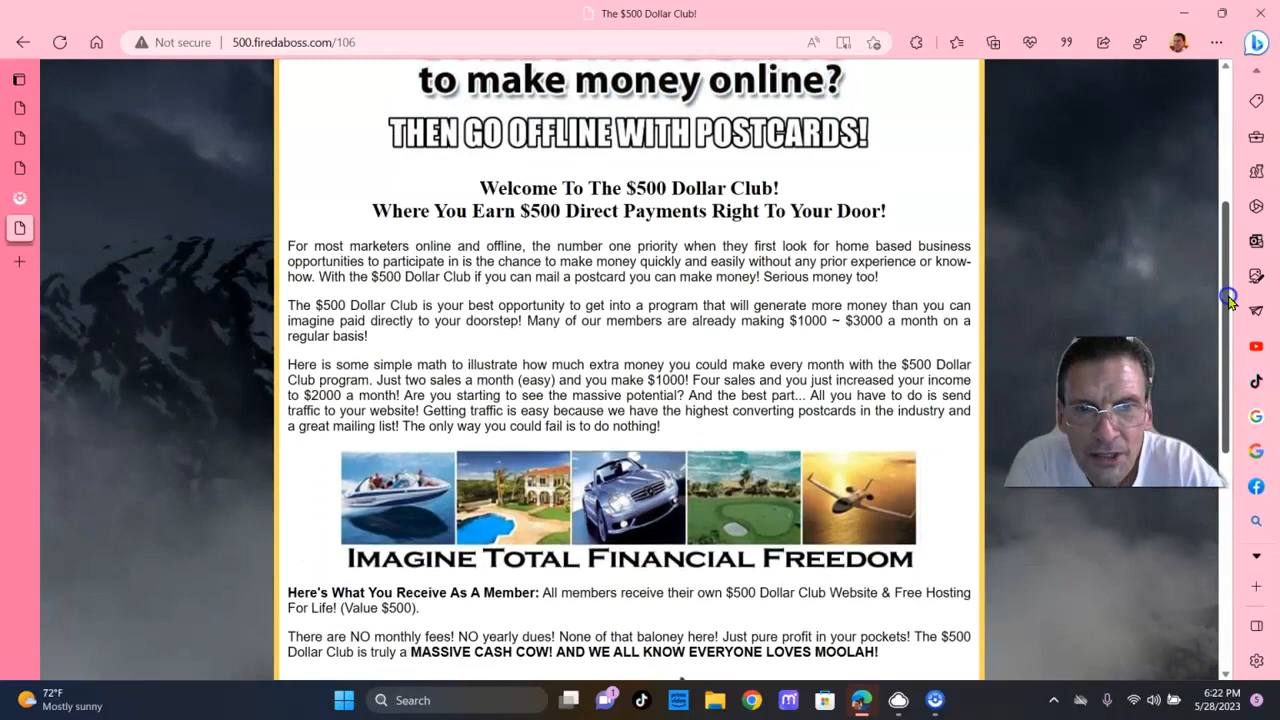 The $500 Dollar Club!
Not secure
500.firedaboss.com/106
to make money online?
THEN GO OFFLINE WITH POSTCARDS!
Welcome To The $500 Dollar Club!
Where You Earn $500 Direct Payments Right To Your Door!
For most marketers online and offline, the number one priority when they first look for home based business
opportunities to participate in is the chance to make money quickly and easily without any prior experience or know-
how. With the $500 Dollar Club if you can mail a postcard you can make money! Serious money too!
The $500 Dollar Club is your best opportunity to get into a program that will generate more money than you can
imagine paid directly to your doorstep! Many of our members are already making $1000 ~ $3000 a month on a
regular basis!
Here is some simple math to illustrate how much extra money you could make every month with the $500 Dollar
Club program. Just two sales a month (easy) and you make $1000! Four sales and you just increased your income
to $2000 a month! Are you starting to see the massive potential? And the best part... All you have to do is send
traffic to your website! Getting traffic is easy because we have the highest converting postcards in the industry and
a great mailing list! The only way you could fail is to do nothing!
IMAGINE TOTAL FINANCIAL FREEDOM
Here's What You Receive As A Member: All members receive their own $500 Dollar Club Website & Free Hosting
For Life! (Value $500).
There are NO monthly fees! NO yearly dues! None of that baloney here! Just pure profit in your pockets! The $500
Dollar Club is truly a MASSIVE CASH COW! AND WE ALL KNOW EVERYONE LOVES MOOLAH!
72°F
Mostly sunny
Search
1
6:22 PM
5/28/2023
5